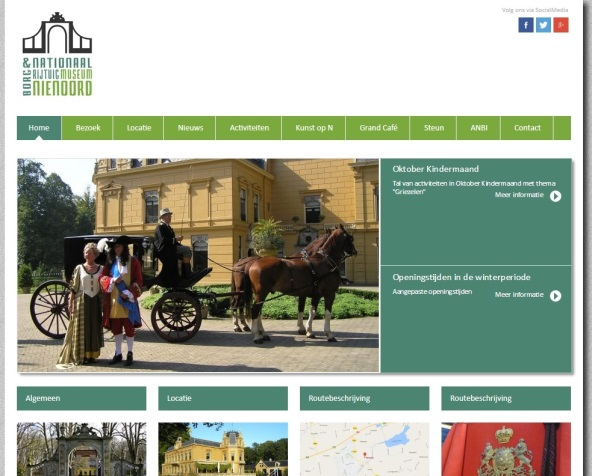 Volg ons via SocialMedia
NATIONAAL
RIJTUIGMUSEUM
BORG & NIENOORD
Home Bezoek Locatie Nieuws Activiteiten Kunst op N Grand Café Steun ANBI Contact
Oktober Kindermaand
Tal van activiteiten in Oktober Kindermaand met thema
"Griezelen"
Meer informatie
Openingstijden in de winterperiode
Aangepaste openingstijden
Meer informatie
Algemeen Locatie Routebeschrijving Routebeschrijving